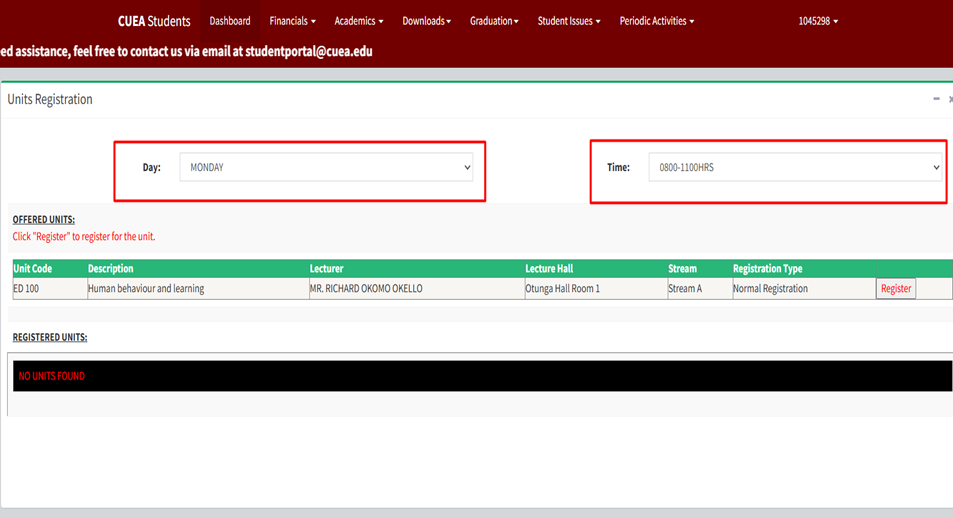 CUEA Students Dashboard Financials Academics Downloads Graduation Student Issues Periodic Activities 1045298
ed assistance, feel free to contact us via email at studentportal@cuea.edu
Units Registration
Day: MONDAY Time: 0800-1100HRS
OFFERED UNITS:
Click "Register" to register for the unit.
Unit Code Description Lecturer Lecture Hall Stream Registration Type
ED 100 Human behaviour and learning MR. RICHARD OKOMO OKELLO Otunga Hall Room 1 Stream A Normal Registration Register
REGISTERED UNITS:
NO UNITS FOUND